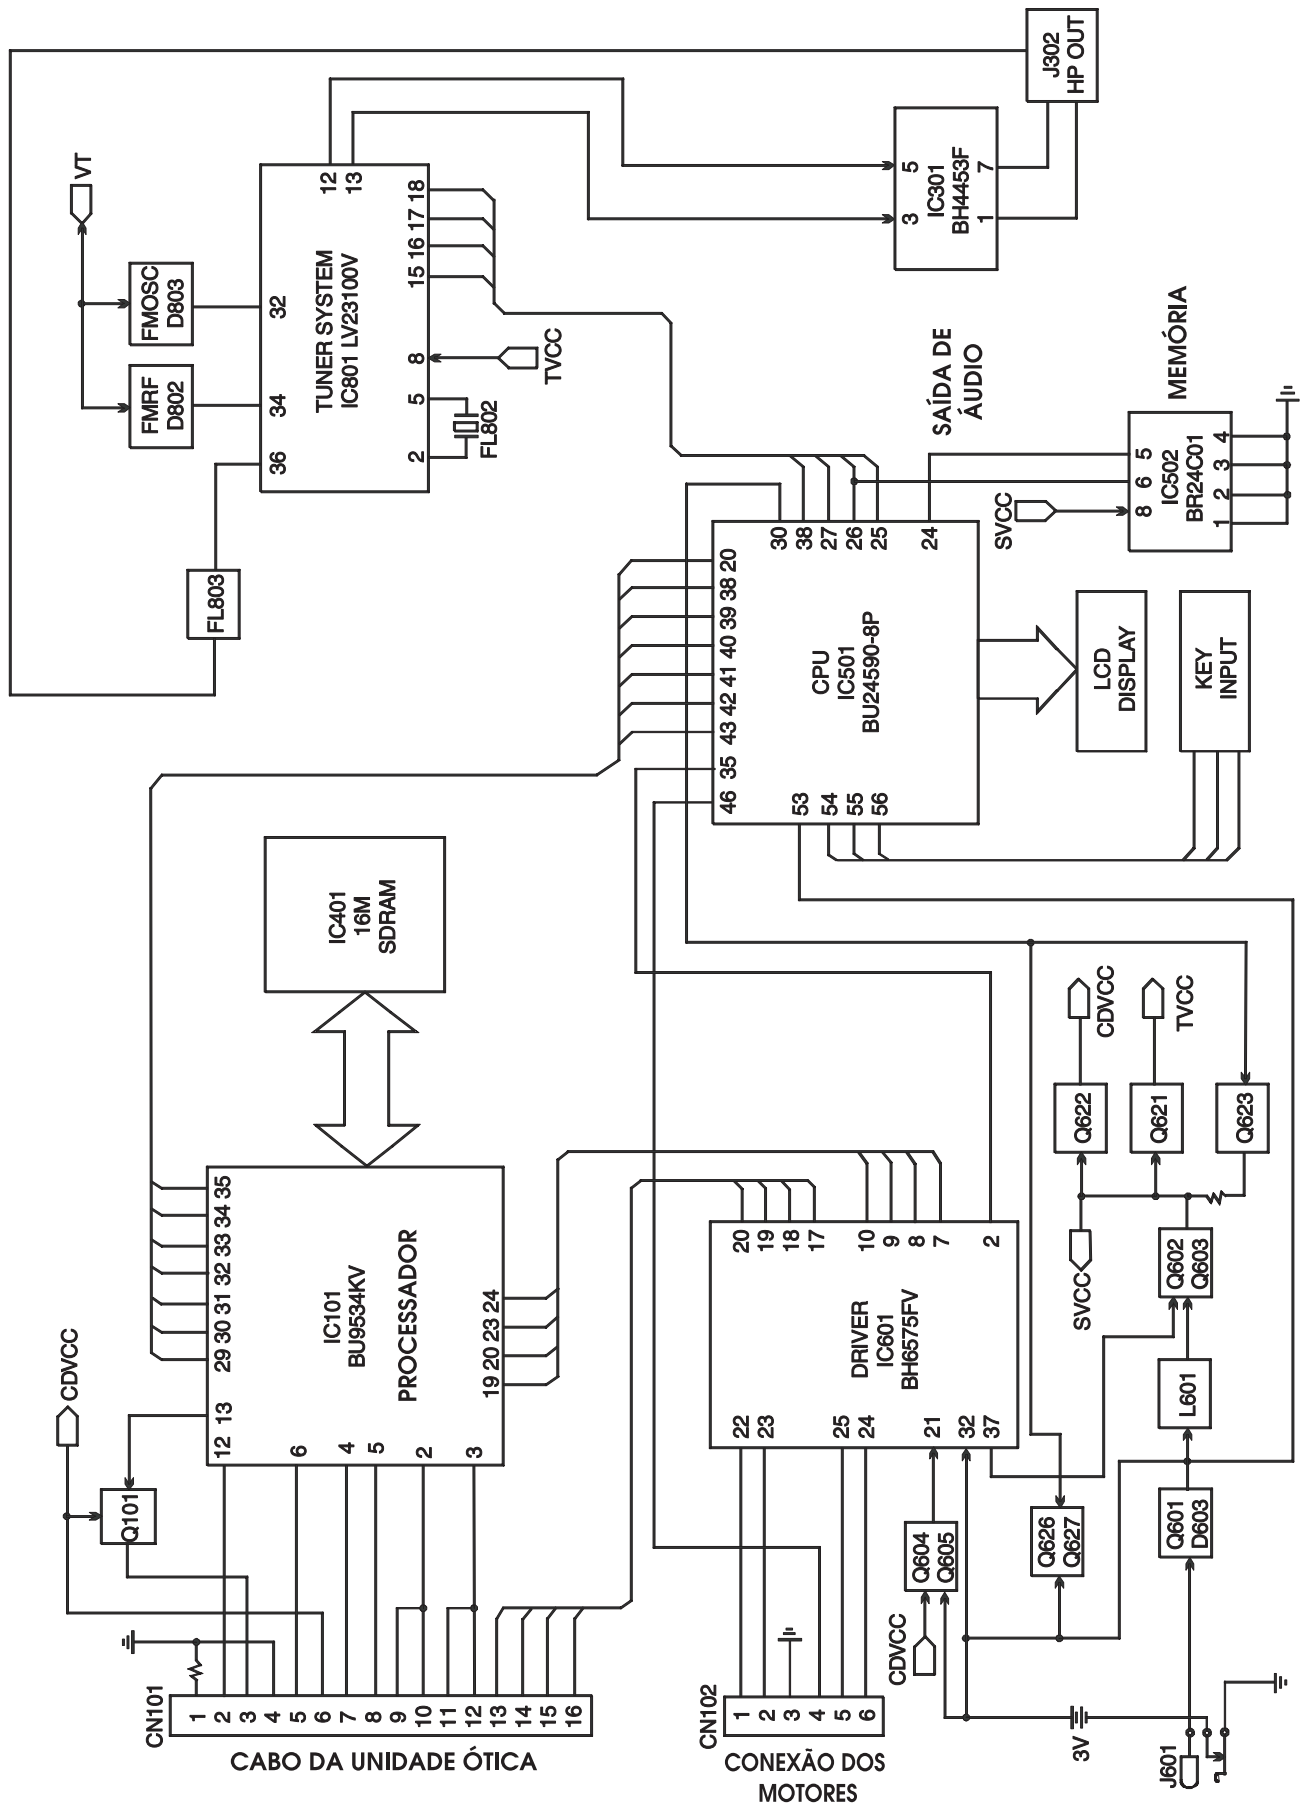 J302
HP OUT
VT
FMOSC
D803
FMRF
D802
32
34
36
12
13
TUNER SYSTEM
IC801 LV23100V
18
17
16
15
8
5
2
TVCC
FL802
FL803
5
3
IC301
BH4453F
7
1
SAÍDA DE
ÁUDIO
MEMÓRIA
5
6
8
IC502
BR24C01
4
3
2
1
SVCC
30
38
27
26
25
24
20
38
39
40
41
42
43
35
46
CPU
IC501
BU24590-8P
53
54
55
56
LCD
DISPLAY
KEY
INPUT
IC401
16M
SDRAM
35
34
33
32
31
30
29
13
12
6
4
5
2
3
IC101
BU9534KV
PROCESSADOR
24
23
20
19
CDVCC
Q101
CN101
1
2
3
4
5
6
7
8
9
10
11
12
13
14
15
16
CABO DA UNIDADE ÓTICA
20
19
18
17
10
9
8
7
2
DRIVER
IC601
BH6575FV
22
23
25
24
21
32
37
CN102
1
2
3
4
5
6
CONEXÃO DOS
MOTORES
Q604
Q605
CDVCC
Q626
Q627
CDVCC
TVCC
Q622
Q621
Q623
SVCC
Q602
Q603
L601
Q601
D603
3V
J601